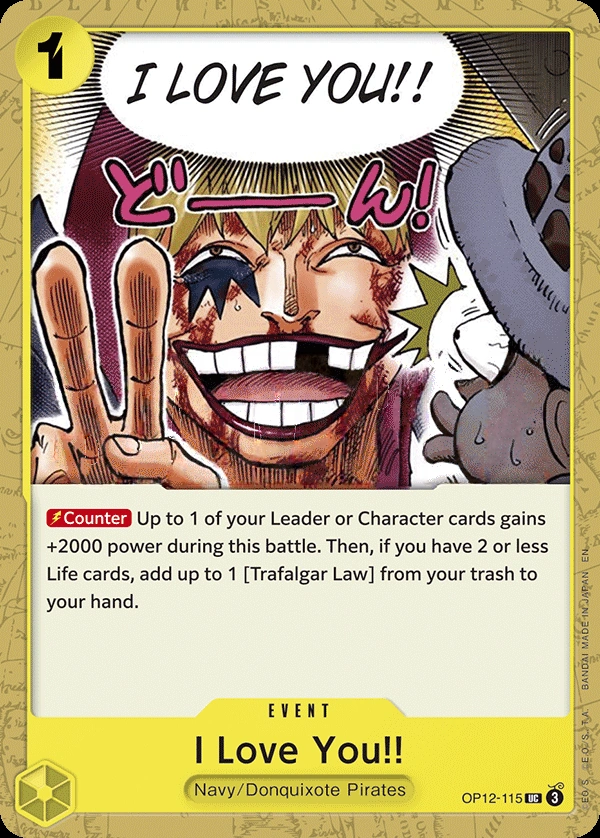 DLICHES EISMEER
1
I LOVE YOU!!
どーん!
Counter Up to 1 of your Leader or Character cards gains
+2000 power during this battle. Then, if you have 2 or less
Life cards, add up to 1 [Trafalgar Law] from your trash to
your hand.
EVENT
I Love You!!
Navy/Donquixote Pirates
OP12-115 UC 3
©E.O./S., T.A. BANDAI MADE IN JAPAN EN